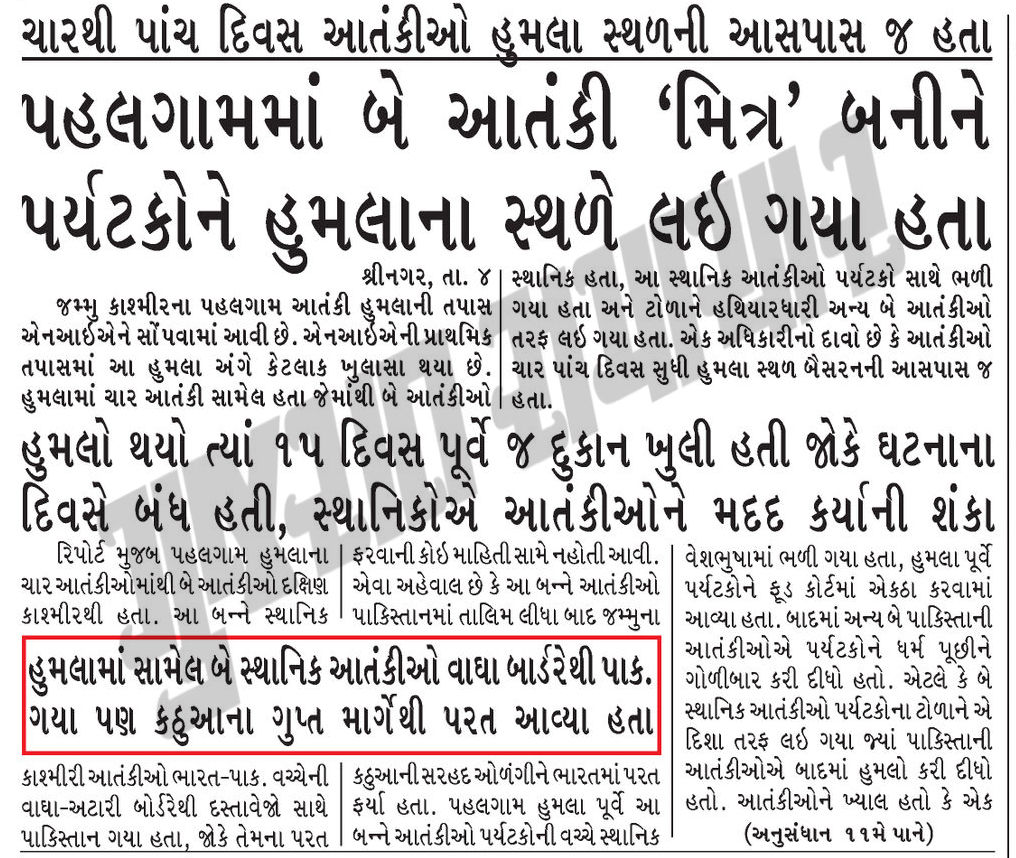 ચારથી પાંચ દિવસ આતંકીઓ હુમલા સ્થળની આસપાસ જ હતા
પહલગામમાં બે આતંકી ‘મિત્ર’ બનીને
પર્યટકોને હુમલાના સ્થળે લઇ ગયા હતા
શ્રીનગર, તા. ૪
જમ્મુ કાશ્મિરના પહલગામ આતંકી હુમલાની તપાસ
એનઆઇએને સોંપવામાં આવી છે. એનઆઇએની પ્રાથમિક
તપાસમાં આ હુમલા અંગે કેટલાક ખુલાસા થયા છે.
હુમલામાં ચાર આતંકી સામેલ હતા જેમાંથી બે આતંકીઓ
સ્થાનિક હતા, આ સ્થાનિક આતંકીઓ પર્યટકો સાથે ભળી
ગયા હતા અને ટોળાને હથિયારધારી અન્ય બે આતંકીઓ
તરફ લઇ ગયા હતા. એક અધિકારીનો દાવો છે કે આતંકીઓ
ચાર પાંચ દિવસ સુધી હુમલા સ્થળ બૈસરનની આસપાસ જ
હતા.
હુમલો થયો ત્યાં ૧૫ દિવસ પૂર્વે જ દુકાન ખુલી હતી જોકે ઘટનાના
દિવસે બંધ હતી, સ્થાનિકોએ આતંકીઓને મદદ કર્યાની શંકા
રિપોર્ટ મુજબ પહલગામ હુમલાના
ચાર આતંકીઓમાંથી બે આતંકીઓ દક્ષિણ
કાશ્મીરથી હતા. આ બન્ને સ્થાનિક
ફરવાની કોઇ માહિતી સામે નહોતી આવી.
એવા અહેવાલ છે કે આ બન્ને આતંકીઓ
પાકિસ્તાનમાં તાલિમ લીધા બાદ જમ્મુના
હુમલામાં સામેલ બે સ્થાનિક આતંકીઓ વાઘા બાર્ડરેથી પાક.
ગયા પણ કઠુઆના ગુપ્ત માર્ગેથી પરત આવ્યા હતા
કાશ્મીરી આતંકીઓ ભારત-પાક. વચ્ચેની
વાઘા-અટારી બોર્ડરેથી દસ્તાવેજો સાથે
પાકિસ્તાન ગયા હતા, જોકે તેમના પરત
કઠુઆની સરહદ ઓળંગીને ભારતમાં પરત
ફર્યા હતા. પહલગામ હુમલા પૂર્વે આ
બન્ને આતંકીઓ પર્યટકોની વચ્ચે સ્થાનિક
વેશભુષામાં ભળી ગયા હતા, હુમલા પૂર્વે
પર્યટકોને ફૂડ કોર્ટમાં એકઠા કરવામાં
આવ્યા હતા. બાદમાં અન્ય બે પાકિસ્તાની
આતંકીઓએ પર્યટકોને ધર્મ પૂછીને
ગોળીબાર કરી દીધો હતો. એટલે કે બે
સ્થાનિક આતંકીઓ પર્યટકોના ટોળાને એ
દિશા તરફ લઇ ગયા જ્યાં પાકિસ્તાની
આતંકીઓએ બાદમાં હુમલો કરી દીધો
હતો. આતંકીઓને ખ્યાલ હતો કે એક
(અનુસંધાન ૧૧મે પાને)
ગુજરાત સમાચાર